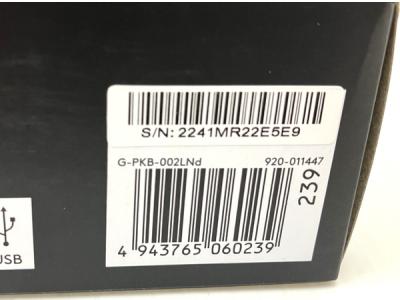 S/N: 2241MR22E5E9
G-PKB-002LNd 920-011447
239
4 943765 060239
USB